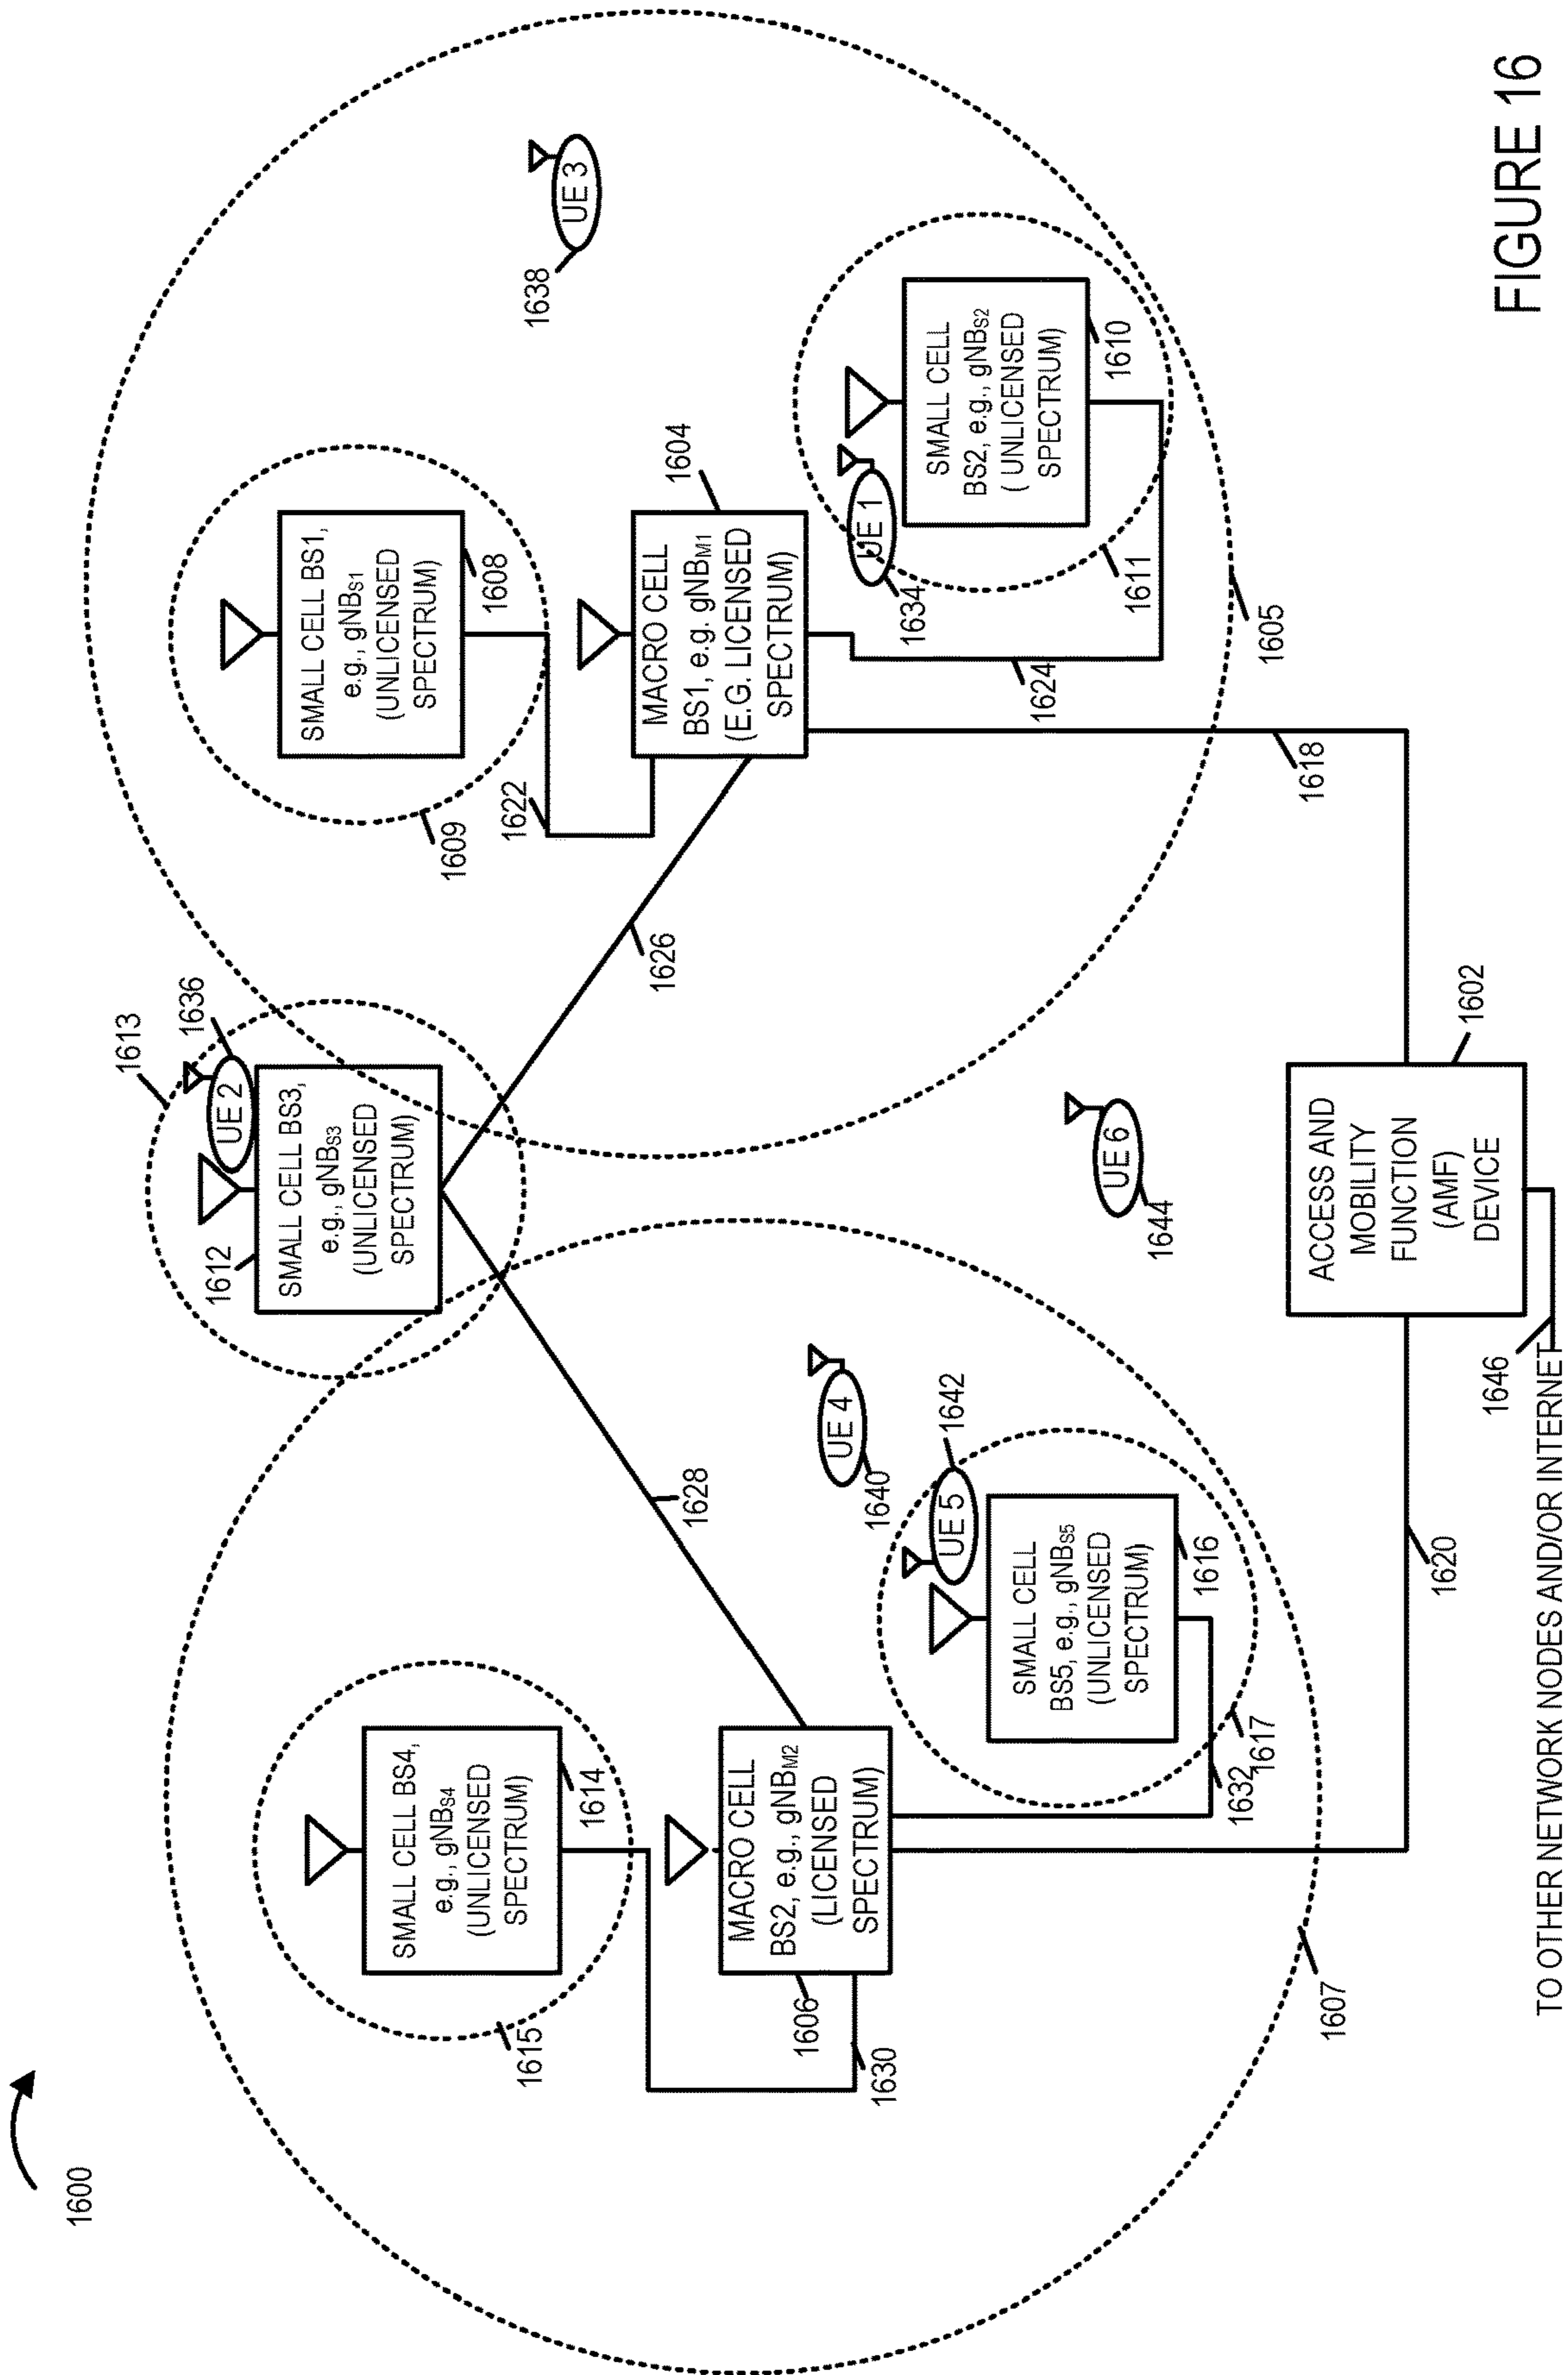 1600
1613
1636
UE 2
1612
SMALL CELL BS3,
e.g., gNBS3
(UNLICENSED
SPECTRUM)
SMALL CELL BS4,
e.g., gNBS4
(UNLICENSED
SPECTRUM)
1614
1615
SMALL CELL BS1,
e.g., gNBS1
(UNLICENSED
SPECTRUM)
1608
1609
1622
UE 3
1638
1628
1626
MACRO CELL
BS2, e.g., gNBM2
(LICENSED
SPECTRUM)
1606
1630
MACRO CELL
BS1, e.g. gNBM1
(E.G. LICENSED
SPECTRUM)
1604
UE 4
1640
UE 5
1642
SMALL CELL
BS5, e.g., gNBS5
(UNLICENSED
SPECTRUM)
1616
1617
1632
UE 1
1634
SMALL CELL
BS2, e.g., gNBS2
( UNLICENSED
SPECTRUM)
1610
1611
1624
1605
UE 6
1644
1607
1618
1620
ACCESS AND
MOBILITY
FUNCTION
(AMF)
DEVICE
1602
1646
TO OTHER NETWORK NODES AND/OR INTERNET
FIGURE 16